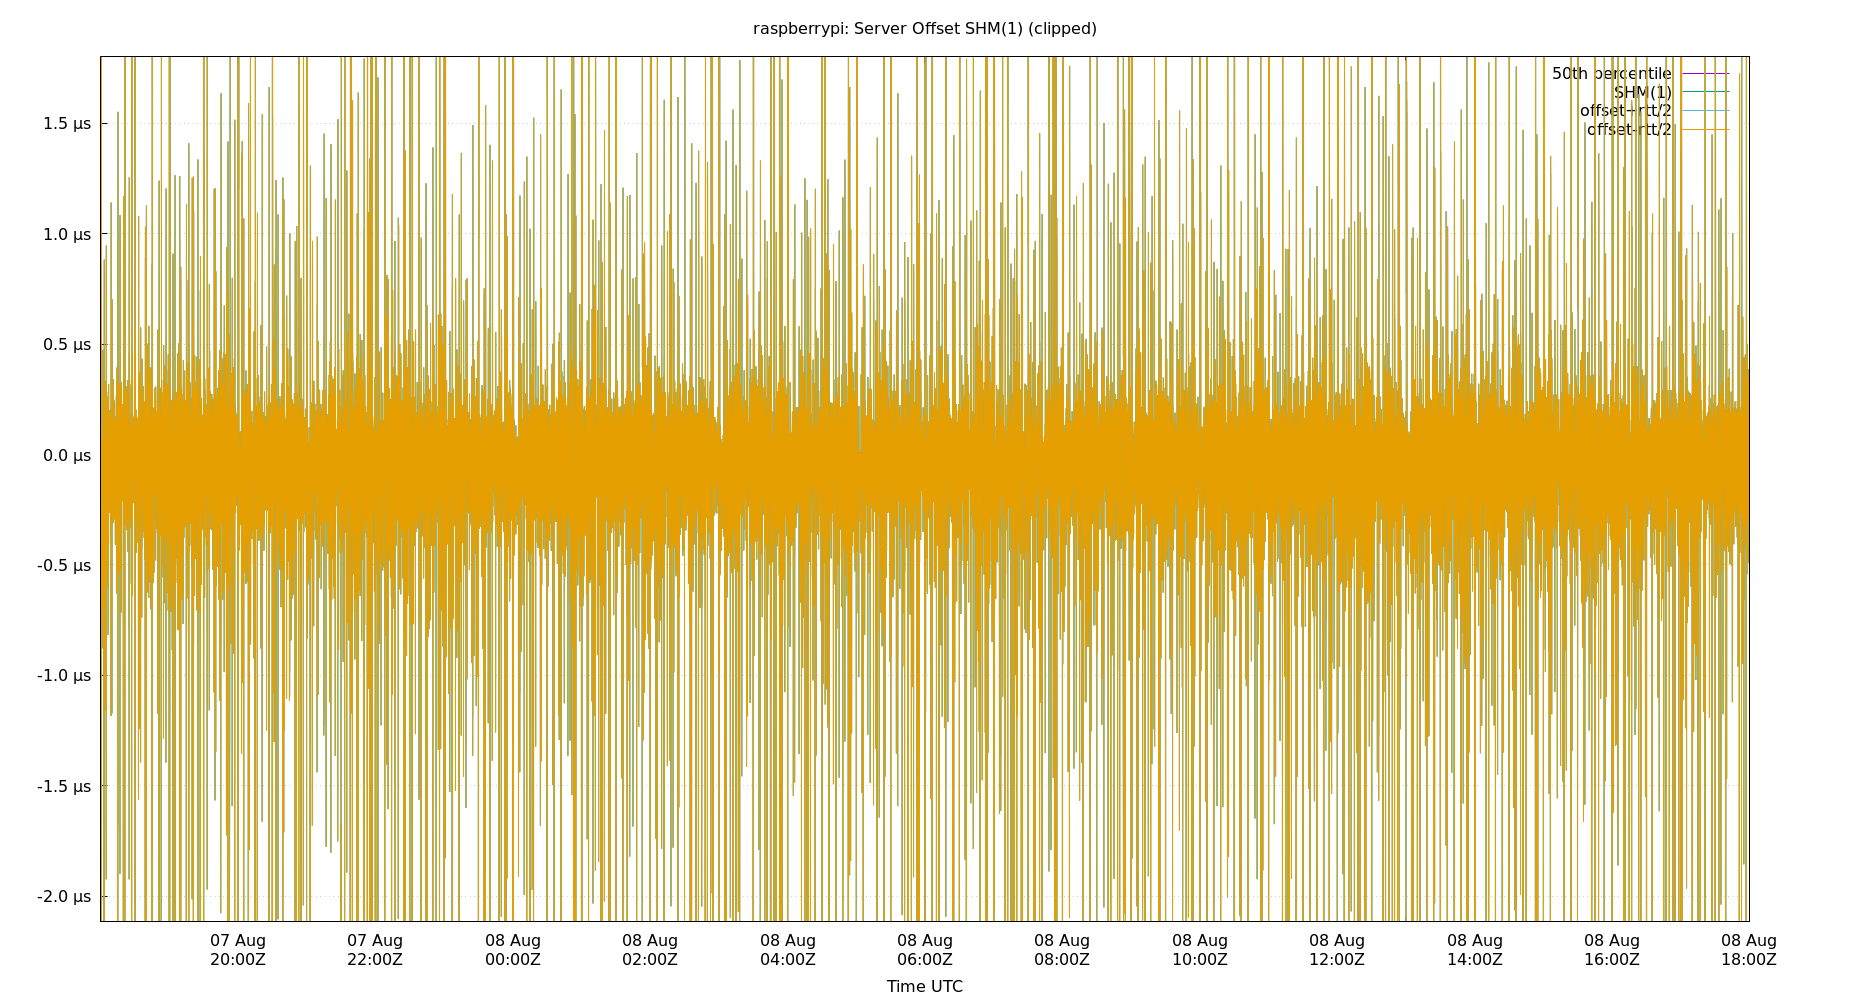 raspberrypi: Server Offset SHM(1) (clipped)
50th percentile
SHM(1)
offset+rtt/2
offset-rtt/2
1.5 µs
1.0 µs
0.5 µs
0.0 µs
-0.5 µs
-1.0 µs
-1.5 µs
-2.0 µs
07 Aug 07 Aug 08 Aug 08 Aug 08 Aug 08 Aug 08 Aug 08 Aug 08 Aug 08 Aug 08 Aug 08 Aug
20:00Z 22:00Z 00:00Z 02:00Z 04:00Z 06:00Z 08:00Z 10:00Z 12:00Z 14:00Z 16:00Z 18:00Z
Time UTC